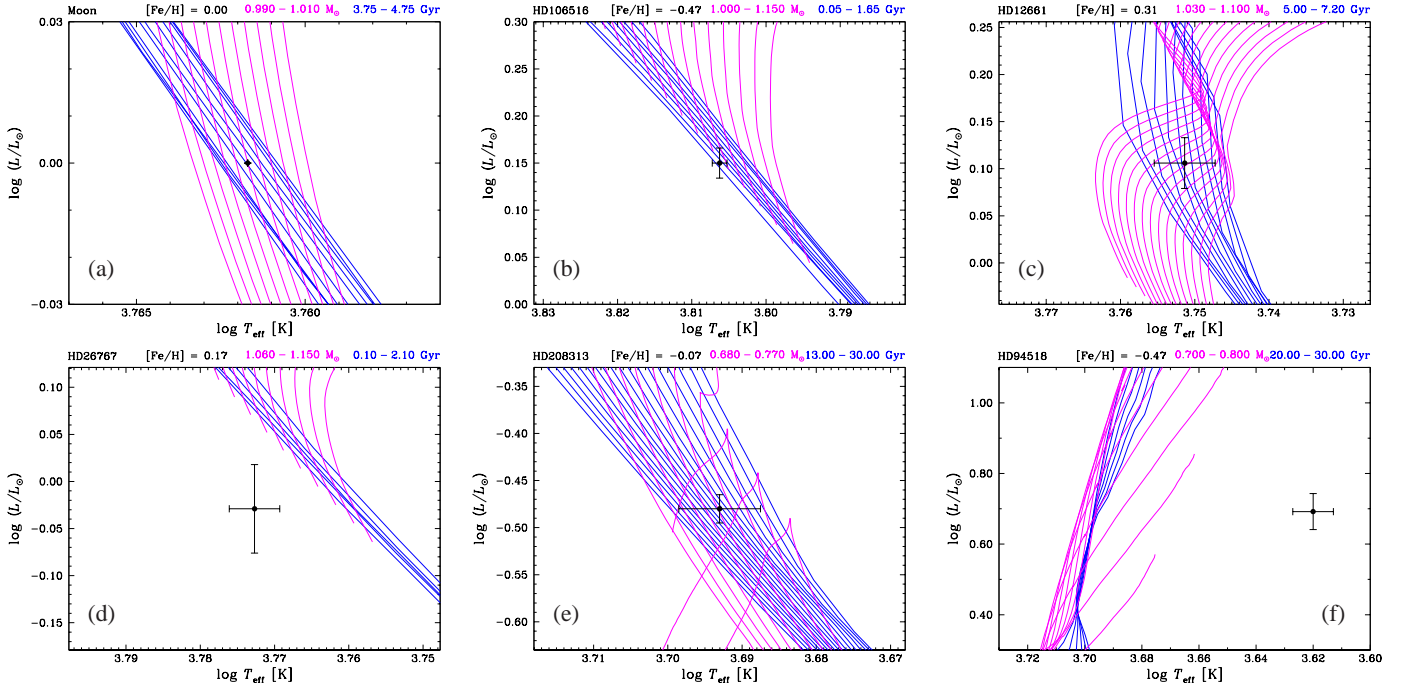 Moon [Fe/H] = 0.00 0.990 − 1.010 M⊙ 3.75 − 4.75 Gyr
0.03
0.00
−0.03
log (L/L⊙)
(a)
3.765 3.760
log Teff [K]
HD106516 [Fe/H] = −0.47 1.000 − 1.150 M⊙ 0.05 − 1.65 Gyr
0.30
0.25
0.20
0.15
0.10
0.05
0.00
log (L/L⊙)
(b)
3.83 3.82 3.81 3.80 3.79
log Teff [K]
HD12661 [Fe/H] = 0.31 1.030 − 1.100 M⊙ 5.00 − 7.20 Gyr
0.25
0.20
0.15
0.10
0.05
0.00
log (L/L⊙)
(c)
3.77 3.76 3.75 3.74 3.73
log Teff [K]
HD26767 [Fe/H] = 0.17 1.060 − 1.150 M⊙ 0.10 − 2.10 Gyr
0.10
0.05
0.00
−0.05
−0.10
−0.15
log (L/L⊙)
(d)
3.79 3.78 3.77 3.76 3.75
log Teff [K]
HD208313 [Fe/H] = −0.07 0.680 − 0.770 M⊙ 13.00 − 30.00 Gyr
−0.35
−0.40
−0.45
−0.50
−0.55
−0.60
log (L/L⊙)
(e)
3.71 3.70 3.69 3.68 3.67
log Teff [K]
HD94518 [Fe/H] = −0.47 0.700 − 0.800 M⊙ 20.00 − 30.00 Gyr
1.00
0.80
0.60
0.40
log (L/L⊙)
(f)
3.72 3.70 3.68 3.66 3.64 3.62 3.60
log Teff [K]